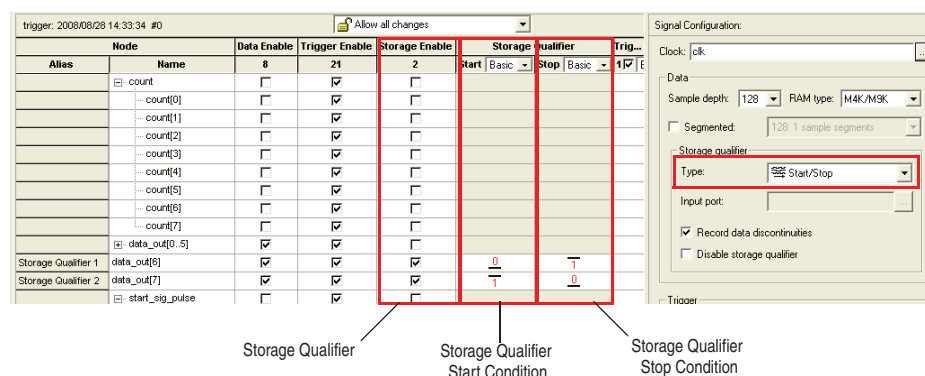 trigger: 2008/08/28 14:33:34 #0 Allow all changes
Node Data Enable Trigger Enable Storage Enable Storage Qualifier Trig...
Alias Name 8 21 2 Start Basic Stop Basic 1
count
count[0]
count[1]
count[2]
count[3]
count[4]
count[5]
count[6]
count[7]
data_out[0..5]
Storage Qualifier 1 data_out[6] 0 1
Storage Qualifier 2 data_out[7] 1 0
start_sig_pulse
Signal Configuration:
Clock: clk ...
Data
Sample depth: 128 RAM type: M4K/M9K
Segmented: 128 1 sample segments
Storage qualifier
Type: Start/Stop
Input port: ...
Record data discontinuities
Disable storage qualifier
Trigger
Storage Qualifier
Storage Qualifier
Start Condition
Storage Qualifier
Stop Condition